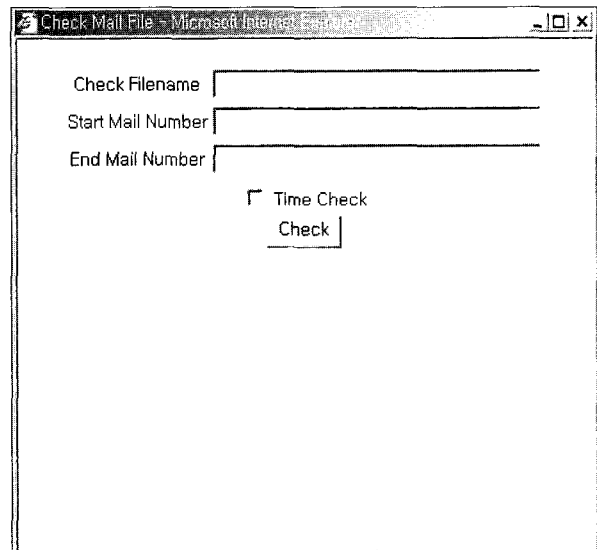 Check Mail File - Microsoft Internet Explorer
Check Filename
Start Mail Number
End Mail Number
Time Check
Check